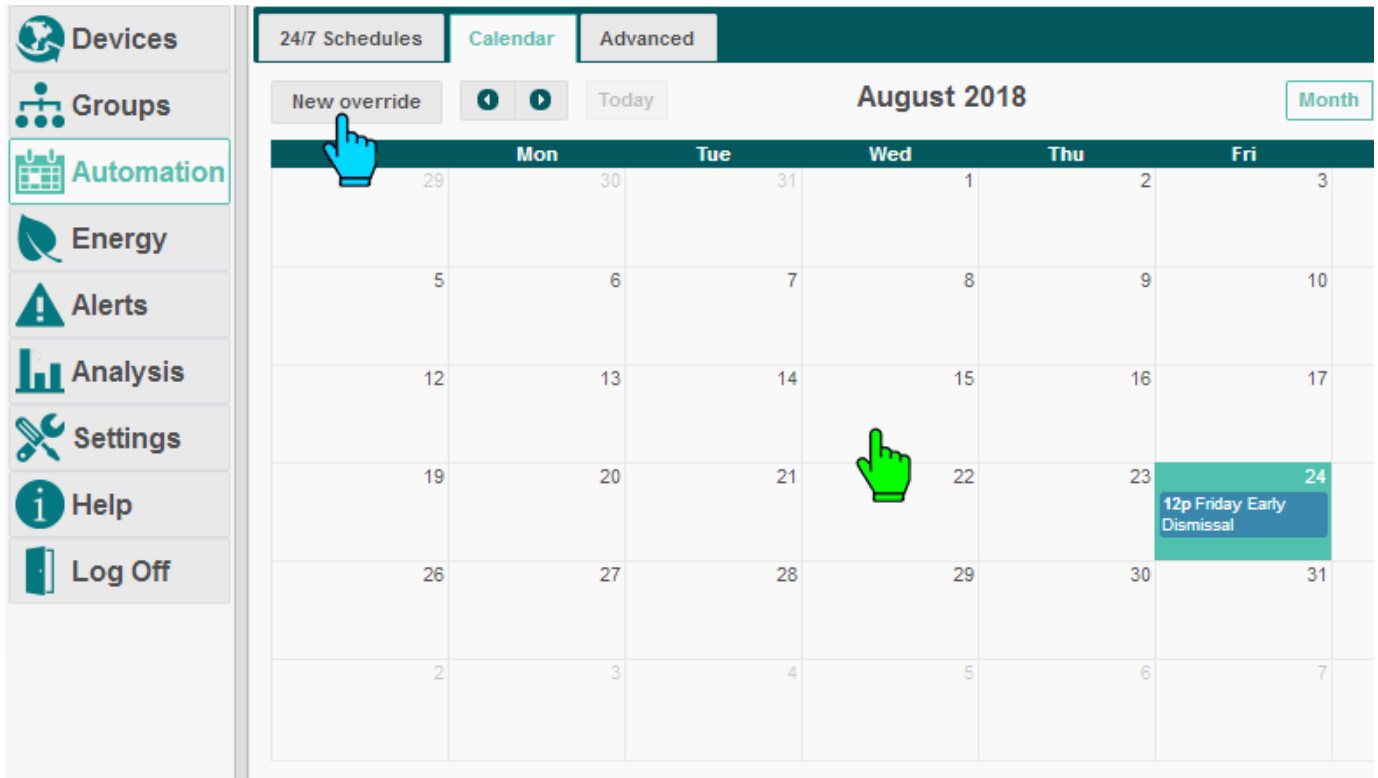 Devices
Groups
Automation
Energy
Alerts
Analysis
Settings
Help
Log Off
24/7 Schedules Calendar Advanced
New override Today August 2018 Month
Mon Tue Wed Thu Fri
29 30 31 1 2 3
5 6 7 8 9 10
12 13 14 15 16 17
19 20 21 22 23 24
12p Friday Early
Dismissal
26 27 28 29 30 31
2 3 4 5 6 7